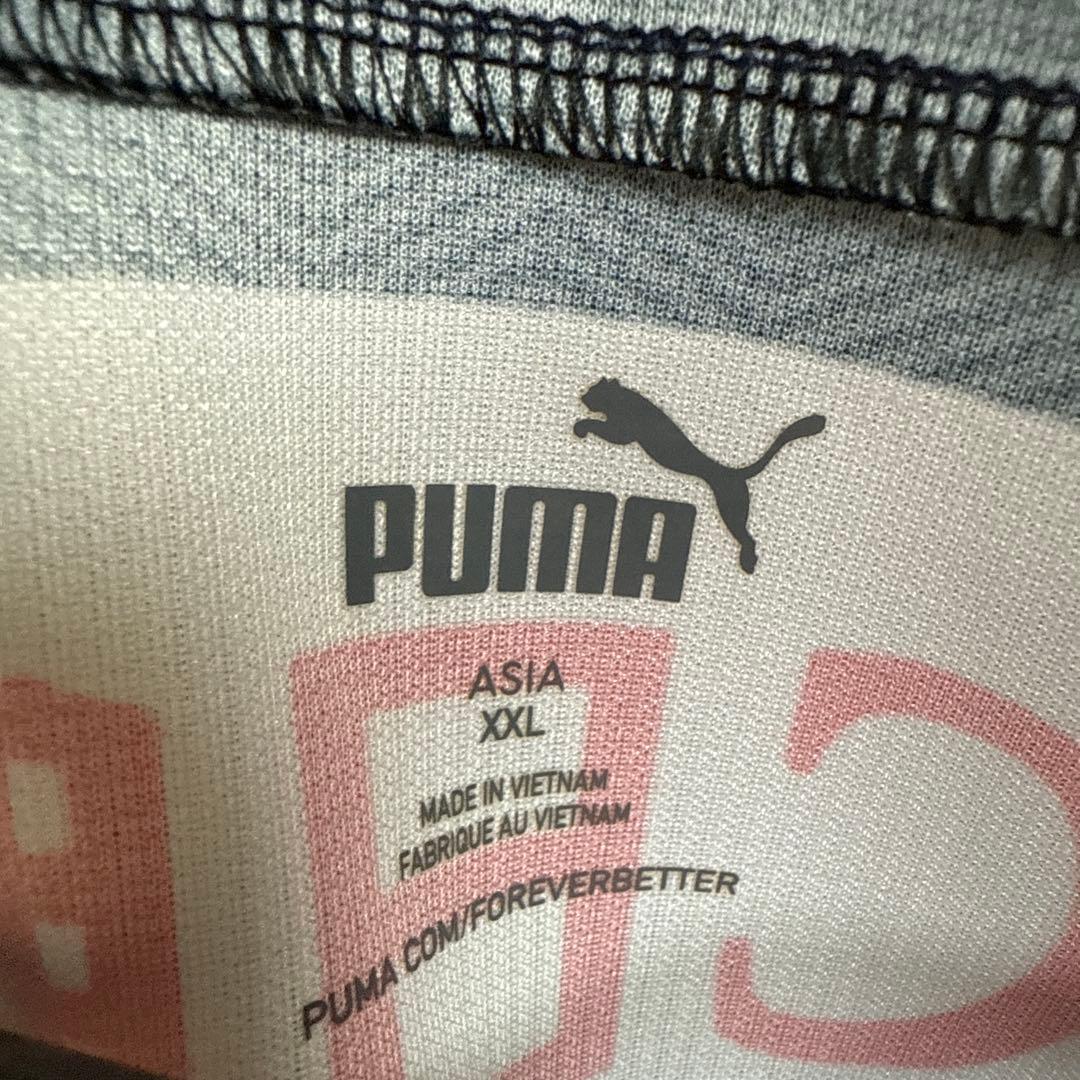 PUMA
ASIA
XXL
MADE IN VIETNAM
FABRIQUE AU VIETNAM
PUMA.COM/FOREVERBETTER